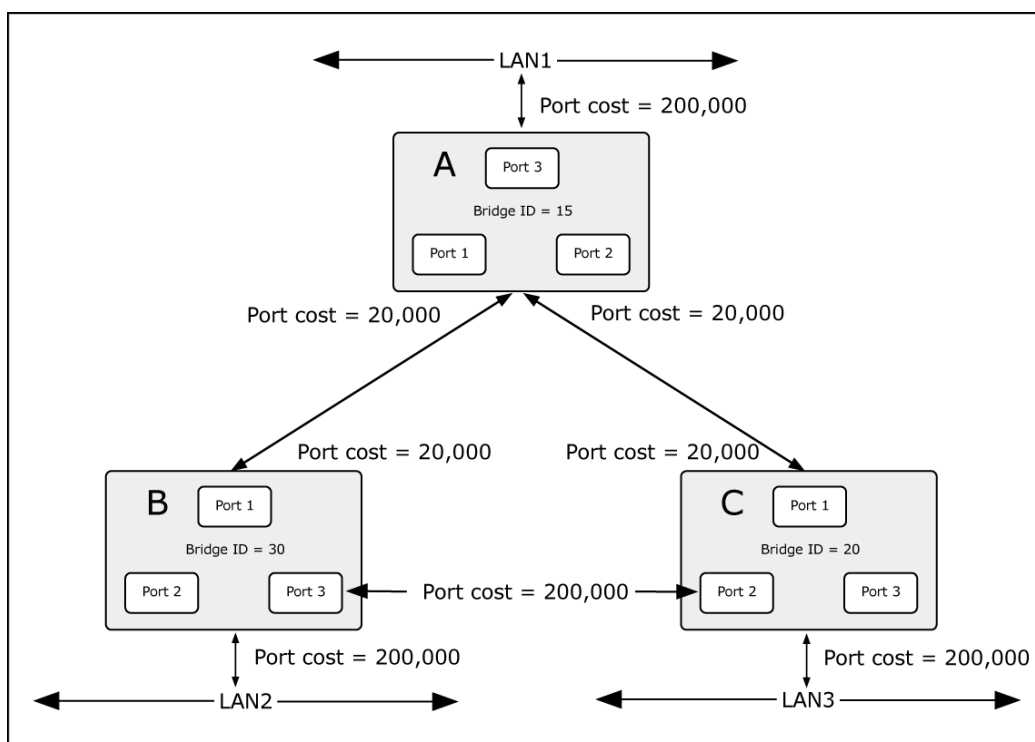 LAN1
Port cost = 200,000
A
Port 3
Bridge ID = 15
Port 1
Port 2
Port cost = 20,000
Port cost = 20,000
Port cost = 20,000
Port cost = 20,000
B
Port 1
Bridge ID = 30
Port 2
Port 3
C
Port 1
Bridge ID = 20
Port 2
Port 3
Port cost = 200,000
Port cost = 200,000
Port cost = 200,000
LAN2
LAN3